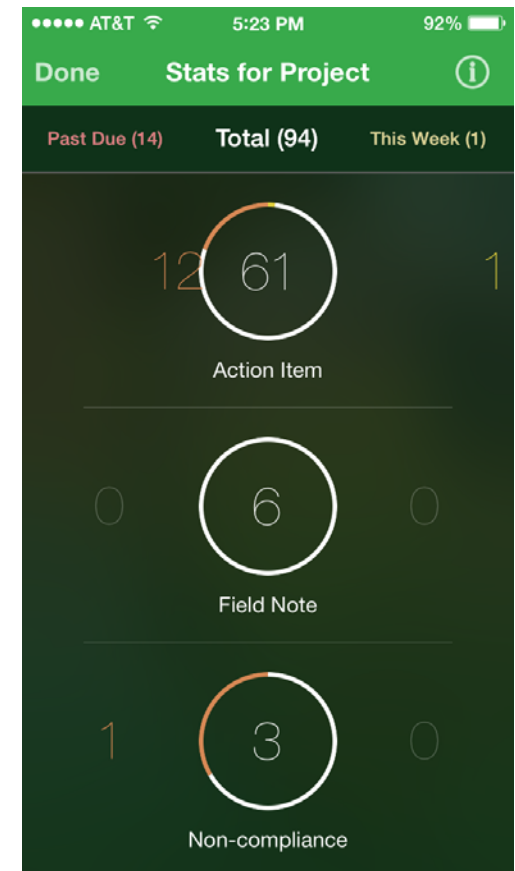 AT&T 5:23 PM 92%
Done Stats for Project i
Past Due (14) Total (94) This Week (1)
12 61 1
Action Item
0 6 0
Field Note
1 3 0
Non-compliance